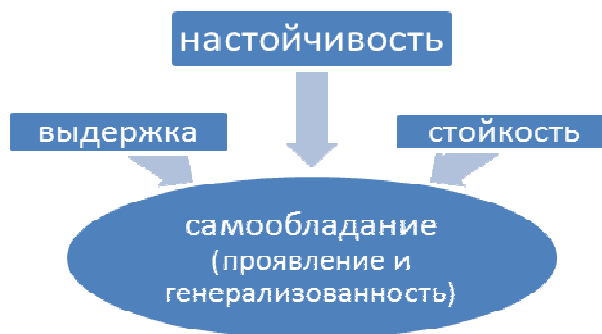 настойчивость
выдержка
стойкость
самообладание
(проявление и
генерализованность)